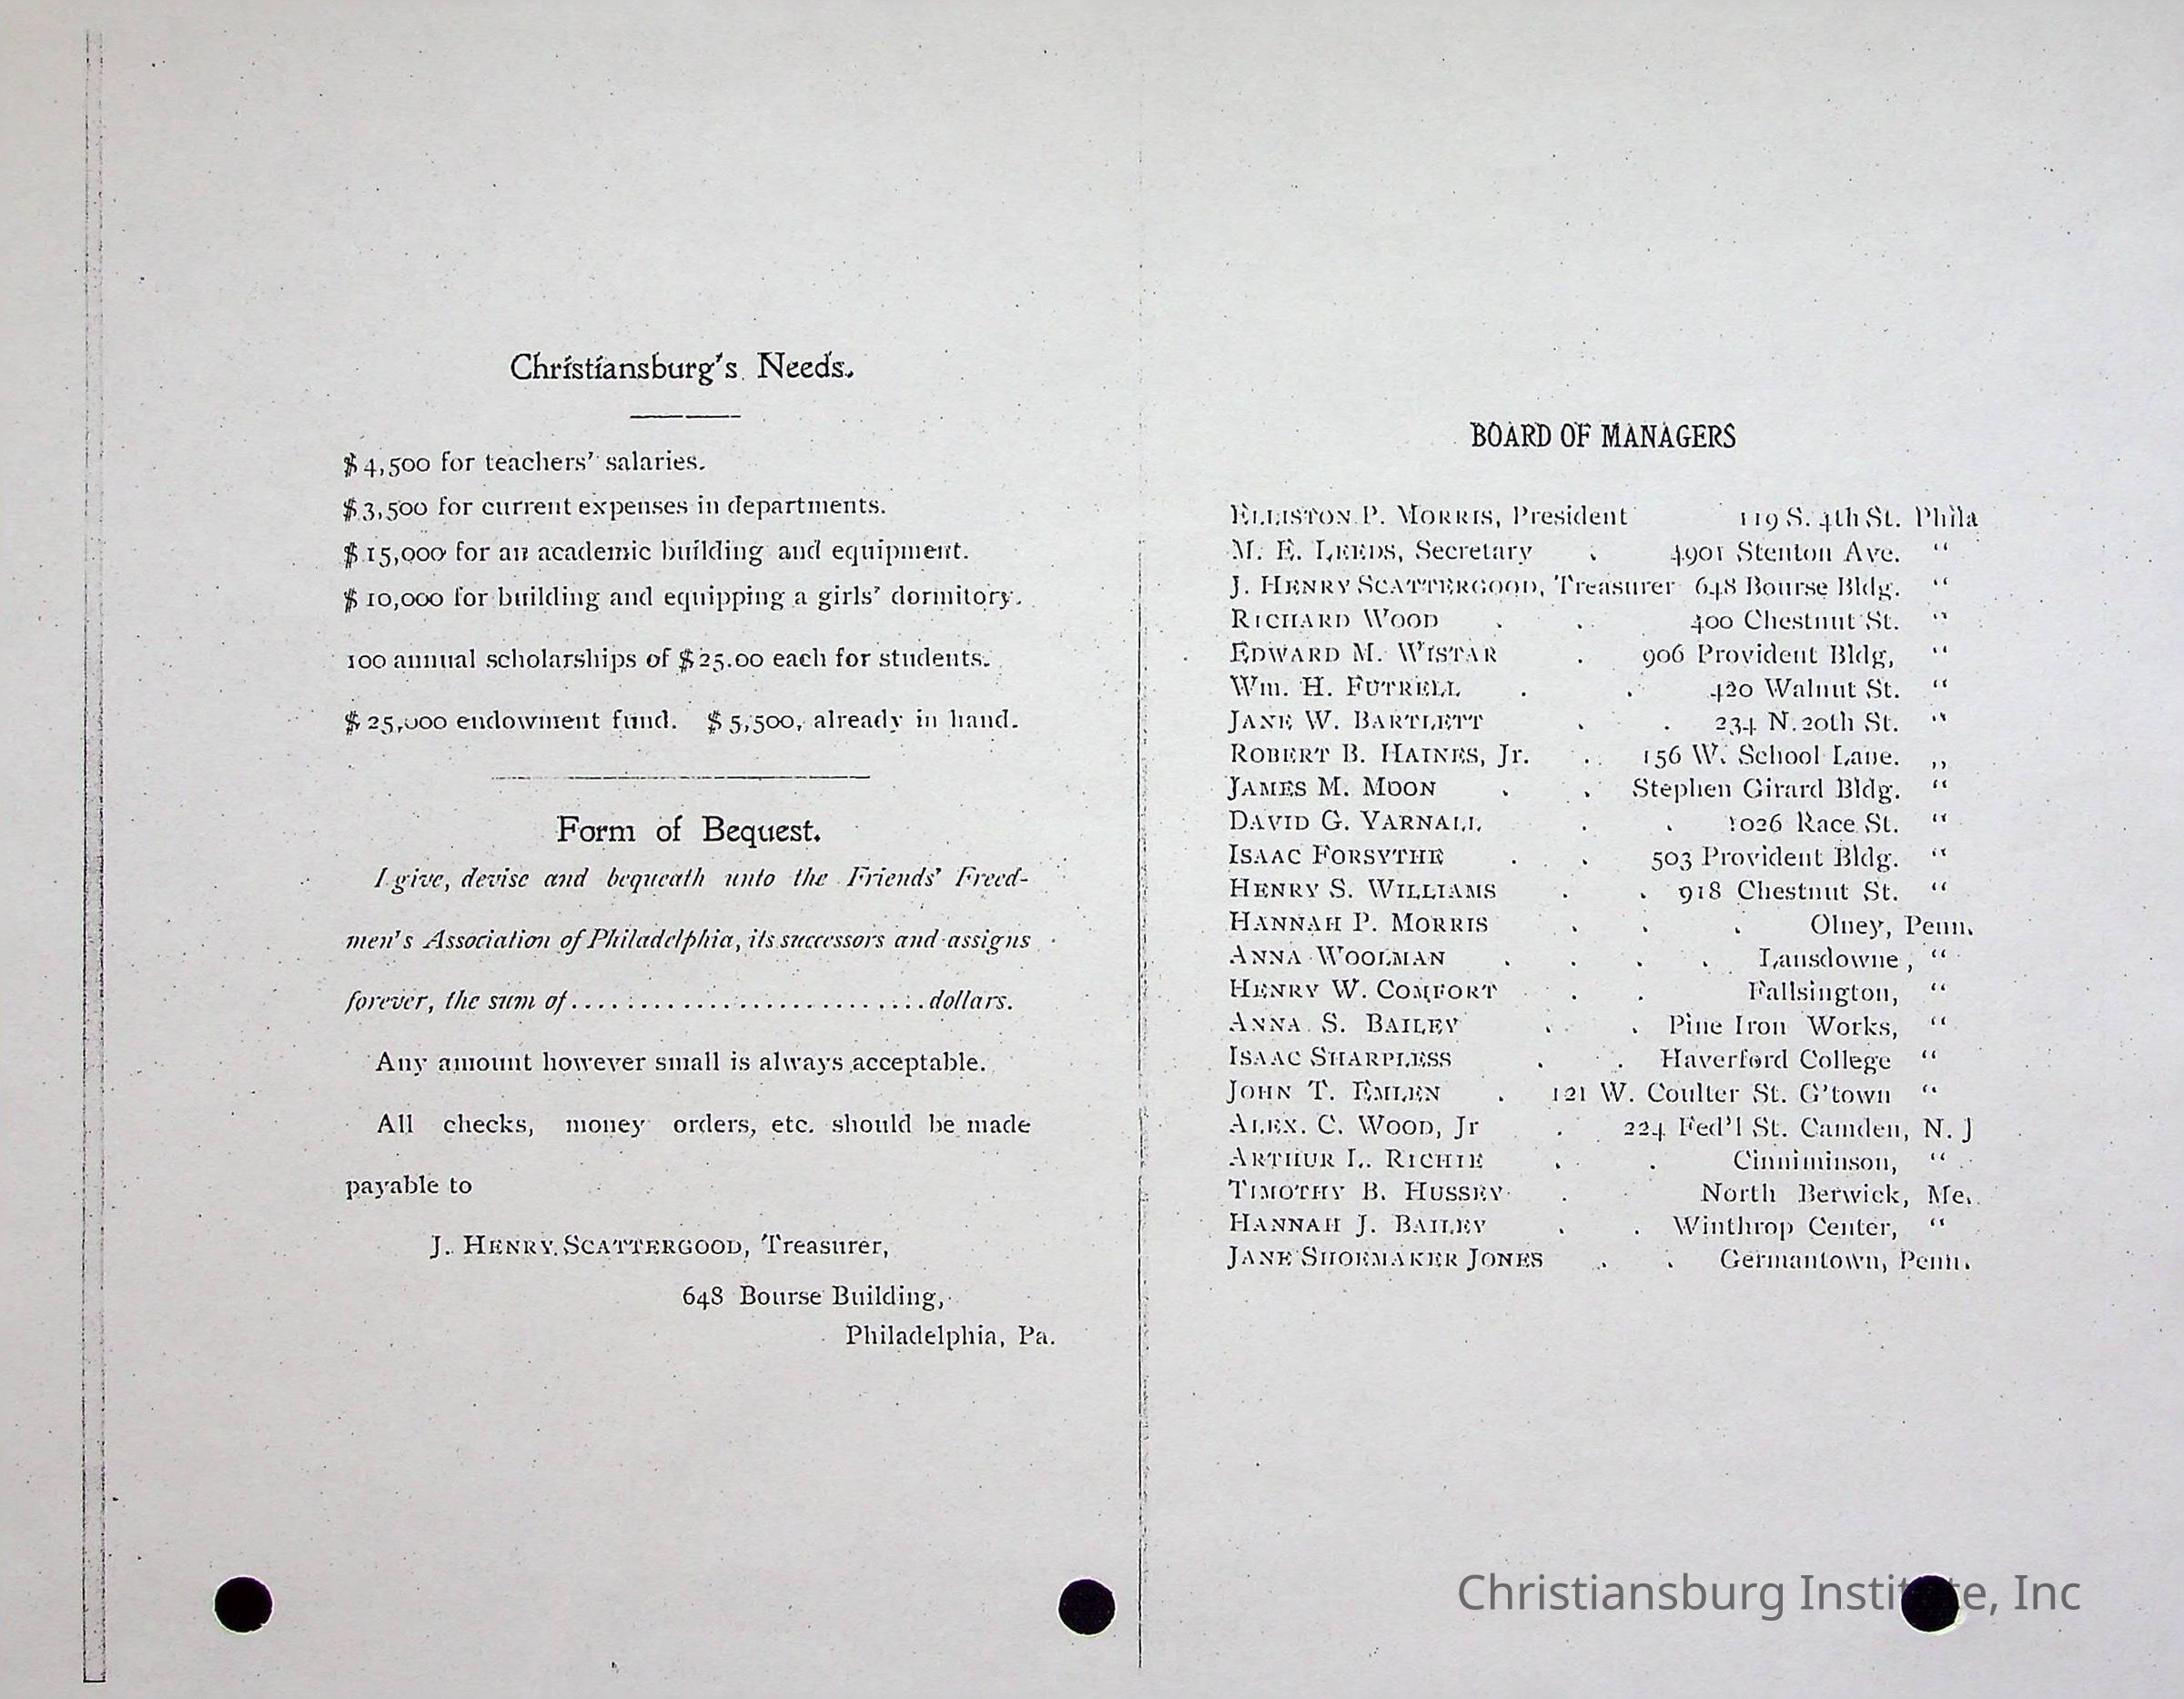 Christiansburg's Needs.
$4,500 for teachers' salaries.
$3,500 for current expenses in departments.
$15,000 for an academic building and equipment.
$10,000 for building and equipping a girls' dormitory.
100 annual scholarships of $25.00 each for students.
$25,000 endowment fund. $5,500, already in hand.
Form of Bequest.
I give, devise and bequeath unto the Friends' Freed-
men's Association of Philadelphia, its successors and assigns
forever, the sum of..........................dollars.
Any amount however small is always acceptable.
All checks, money orders, etc. should be made
payable to
J. HENRY SCATTERGOOD, Treasurer,
648 Bourse Building,
Philadelphia, Pa.
BOARD OF MANAGERS
ELLISTON P. MORRIS, President 119 S. 4th St. Phila
M. E. LEEDS, Secretary . 4901 Stenton Ave. “
J. HENRY SCATTERGOOD, Treasurer 648 Bourse Bldg. “
RICHARD WOOD . . 400 Chestnut St. “
EDWARD M. WISTAR . 906 Provident Bldg, “
Wm. H. FUTRELL . . 420 Walnut St. “
JANE W. BARTLETT . . 234 N. 20th St. “
ROBERT B. HAINES, Jr. . 156 W. School Lane. ,,
JAMES M. MOON . . Stephen Girard Bldg. “
DAVID G. YARNALL . . 1026 Race St. “
ISAAC FORSYTHE . . 503 Provident Bldg. “
HENRY S. WILLIAMS . . 918 Chestnut St. “
HANNAH P. MORRIS . . . Olney, Penn.
ANNA WOOLMAN . . . . Lansdowne, “
HENRY W. COMFORT . . Fallsington, “
ANNA S. BAILEY . . Pine Iron Works, “
ISAAC SHARPLESS . . Haverford College “
JOHN T. EMLEN . 121 W. Coulter St. G'town “
ALEX. C. WOOD, Jr . 224 Fed'l St. Camden, N. J
ARTHUR L. RICHIE . . Cinniminson, “
TIMOTHY B. HUSSEY . North Berwick, Me.
HANNAH J. BAILEY . . Winthrop Center, “
JANE SHOEMAKER JONES . . Germantown, Penn.
Christiansburg Institute, Inc